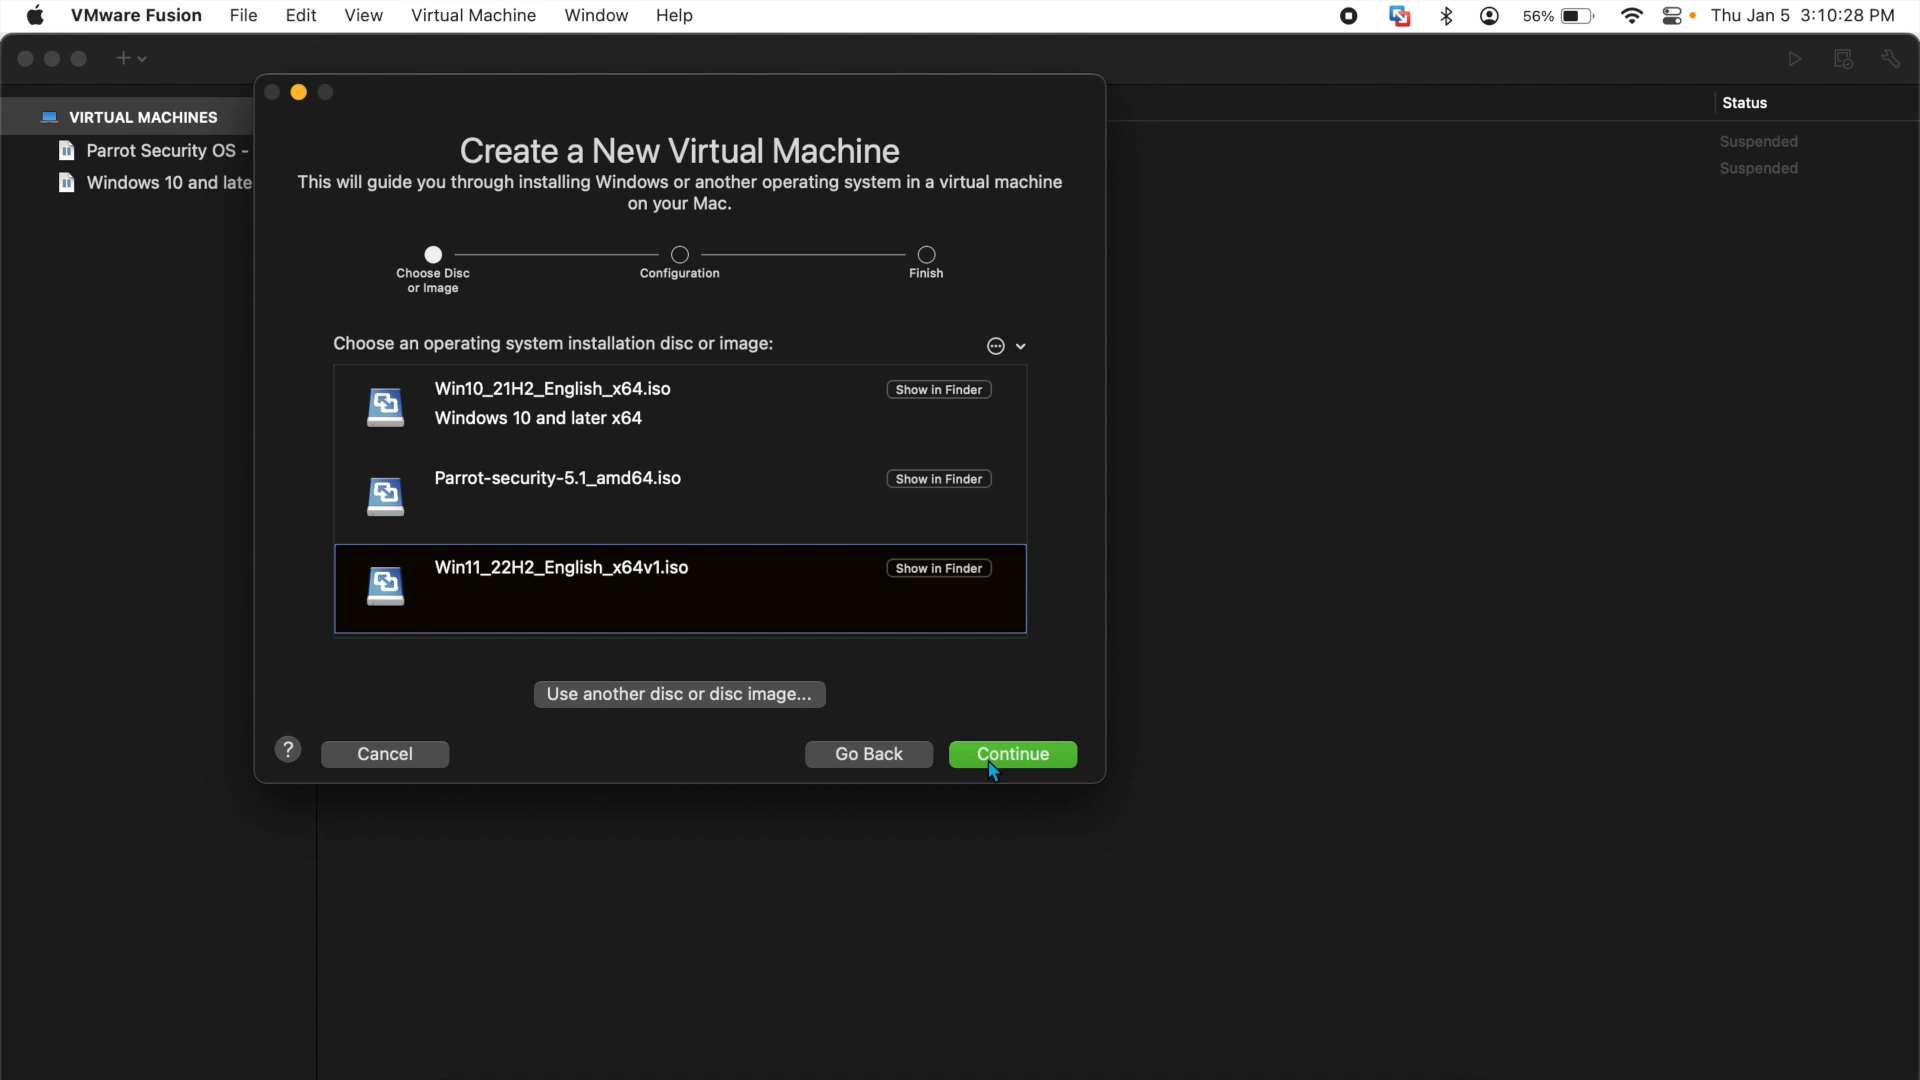 VMware Fusion File Edit View Virtual Machine Window Help 56% Thu Jan 5 3:10:28 PM
VIRTUAL MACHINES
Parrot Security OS -
Windows 10 and late
Status
Suspended
Suspended
Create a New Virtual Machine
This will guide you through installing Windows or another operating system in a virtual machine
on your Mac.
Choose Disc
or Image
Configuration
Finish
Choose an operating system installation disc or image:
Win10_21H2_English_x64.iso Show in Finder
Windows 10 and later x64
Parrot-security-5.1_amd64.iso Show in Finder
Win11_22H2_English_x64v1.iso Show in Finder
Use another disc or disc image...
? Cancel Go Back Continue